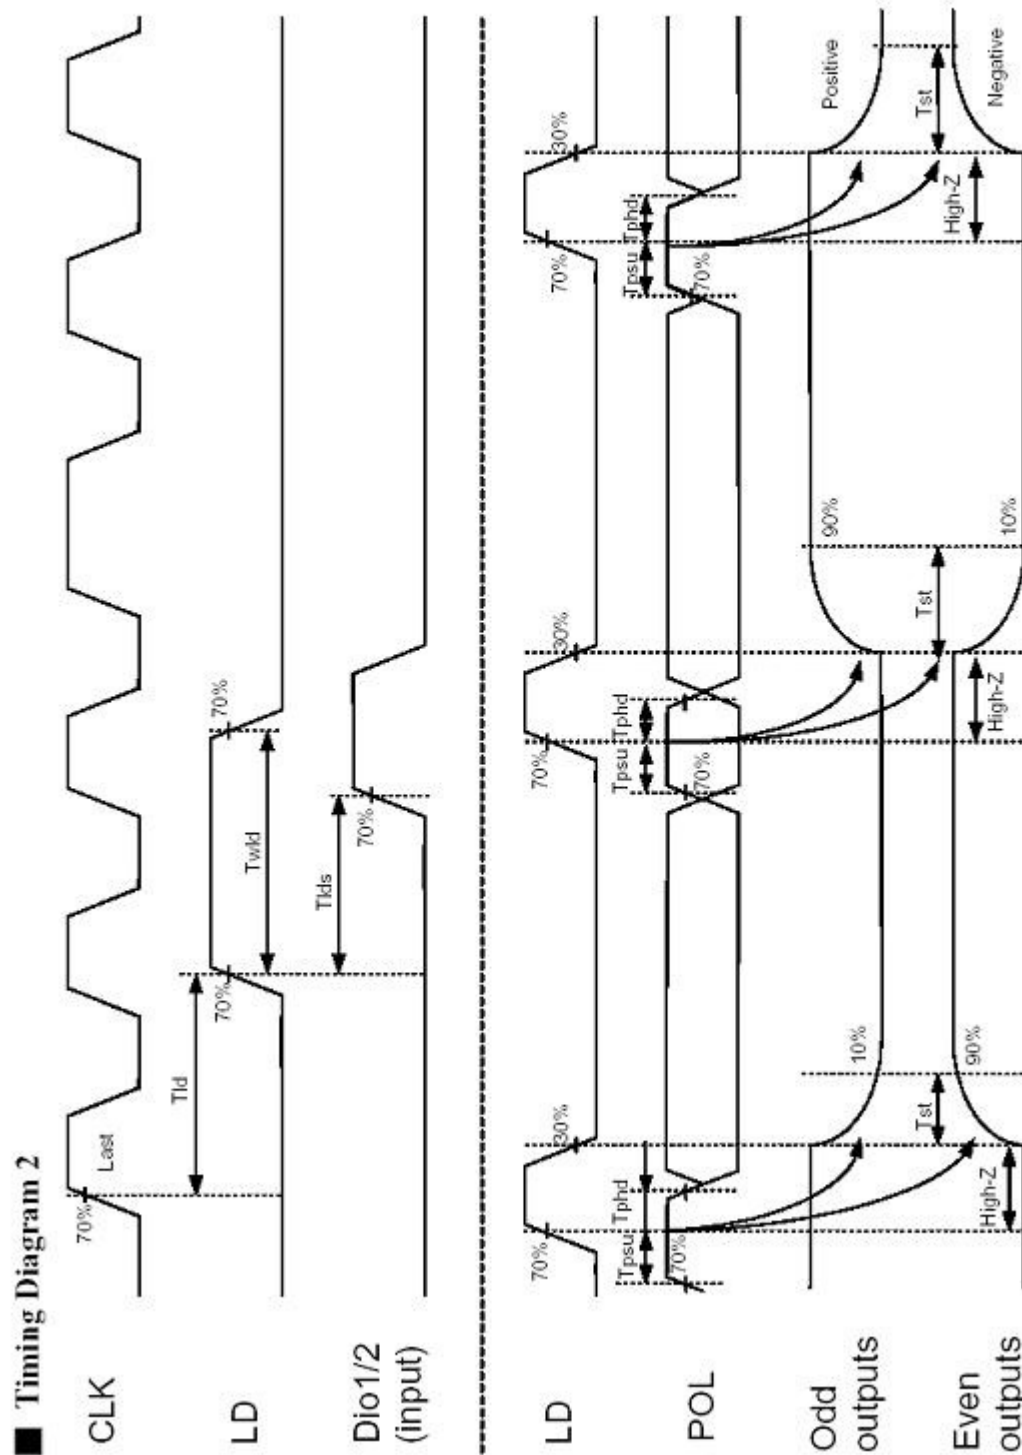 ■ Timing Diagram 2
CLK
70%
Last
Tld
LD
70%
Twld
70%
Dio1/2
(input)
Tlds
70%
LD
70%
30%
70%
30%
70%
30%
POL
Tpsu
Tphd
70%
Tpsu
Tphd
70%
Tpsu
Tphd
70%
Odd
outputs
10%
90%
Positive
High-Z
Tst
High-Z
Tst
High-Z
Tst
Even
outputs
90%
10%
Negative